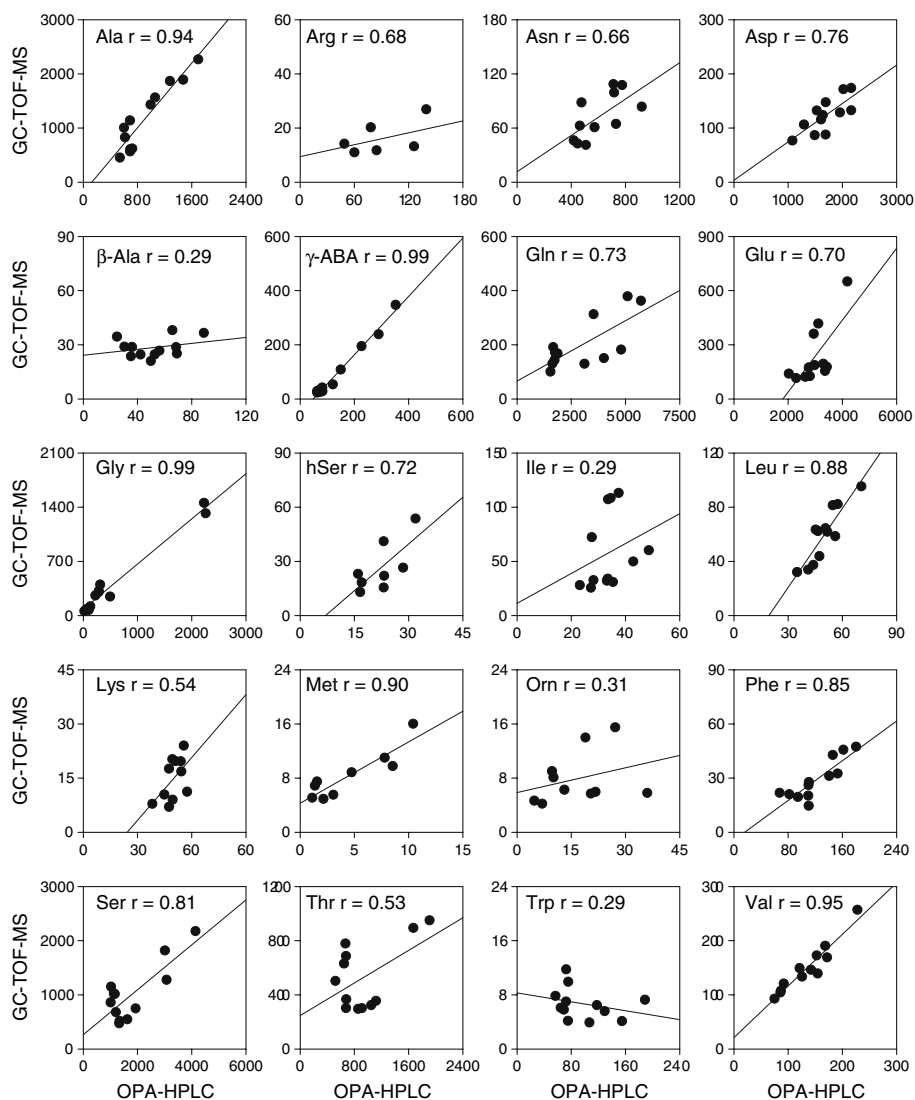 3000 Ala r = 0.94 60 Arg r = 0.68 180 Asn r = 0.66 300 Asp r = 0.76
2000 40 120 200
GC-TOF-MS
1000 20 60 100
0 0 0 0
0 800 1600 2400 0 60 120 180 0 400 800 1200 0 1000 2000 3000
90 β-Ala r = 0.29 600 γ-ABA r = 0.99 600 Gln r = 0.73 900 Glu r = 0.70
60 400 400 600
GC-TOF-MS
30 200 200 300
0 0 0 0
0 40 80 120 0 200 400 600 0 2500 5000 7500 0 2000 4000 6000
2100 Gly r = 0.99 90 hSer r = 0.72 150 Ile r = 0.29 120 Leu r = 0.88
1400 60 100 80
GC-TOF-MS
700 30 50 40
0 0 0 0
0 1000 2000 3000 0 15 30 45 0 20 40 60 0 30 60 90
45 Lys r = 0.54 24 Met r = 0.90 24 Orn r = 0.31 90 Phe r = 0.85
30 16 16 60
GC-TOF-MS
15 8 8 30
0 0 0 0
0 20 40 60 0 5 10 15 0 15 30 45 0 80 160 240
3000 Ser r = 0.81 1200 Thr r = 0.53 24 Trp r = 0.29 300 Val r = 0.95
2000 800 16 200
GC-TOF-MS
1000 400 8 100
0 0 0 0
0 2000 4000 6000 0 800 1600 2400 0 80 160 240 0 100 200 300
OPA-HPLC OPA-HPLC OPA-HPLC OPA-HPLC